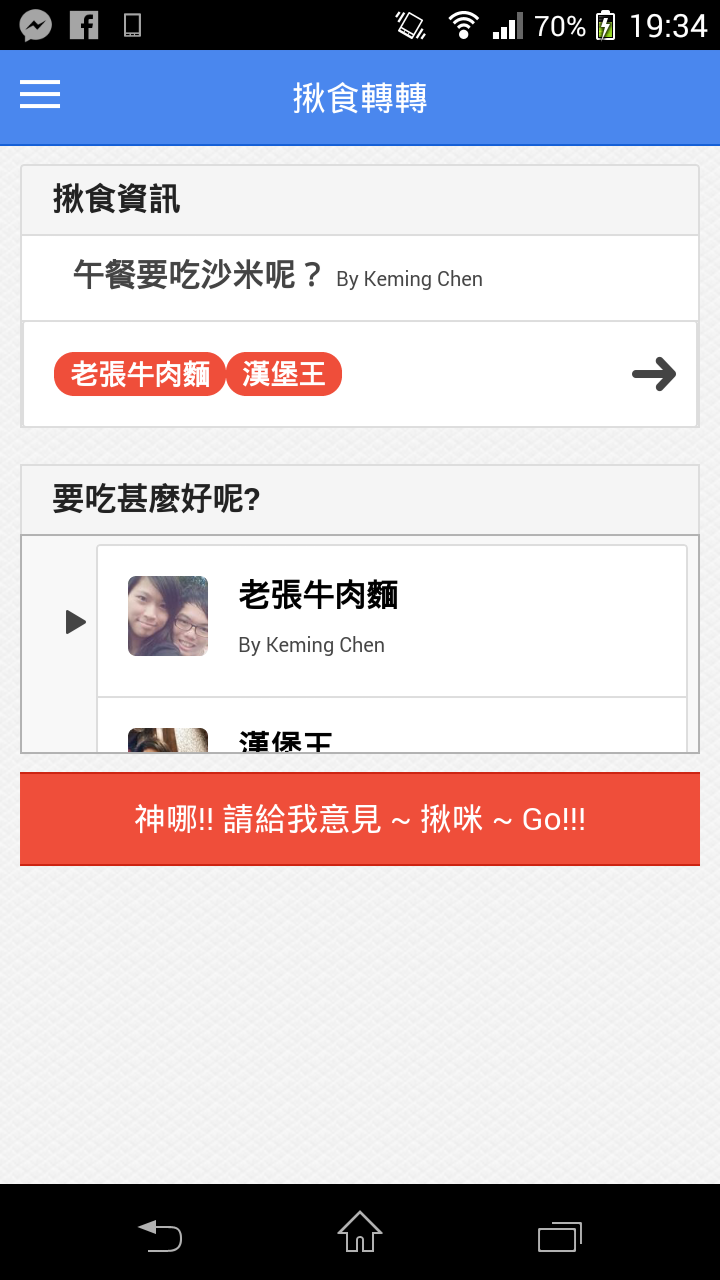 70% 19:34
揪食轉轉
揪食資訊
午餐要吃沙米呢？ By Keming Chen
老張牛肉麵 漢堡王
要吃甚麼好呢?
老張牛肉麵
By Keming Chen
漢堡王
神哪!! 請給我意見 ~ 揪咪 ~ Go!!!